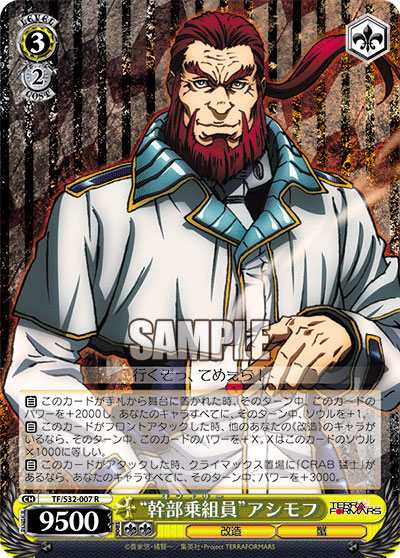 LEVEL
3
2
COST
SAMPLE
行くぞっ、てめぇら！
このカードが手札から舞台に置かれた時、そのターン中、このカードの
パワーを＋2000し、あなたのキャラすべてに、そのターン中、ソウルを＋1。
このカードがフロントアタックした時、他のあなたの《改造》のキャラが
いるなら、そのターン中、このカードのパワーを＋X。Xはこのカードのソウル
×1000に等しい。
このカードがアタックした時、クライマックス置場に「CRAB 猛士」が
あるなら、あなたは自分のキャラすべてに、そのターン中、パワーを＋3000。
CH
TF/S32-007 R
POWER
9500
“幹部乗組員”アシモフ
TERRAFORMARS
改造
蟹
©貴家悠・橘賢一／集英社・Project TERRAFORMARS